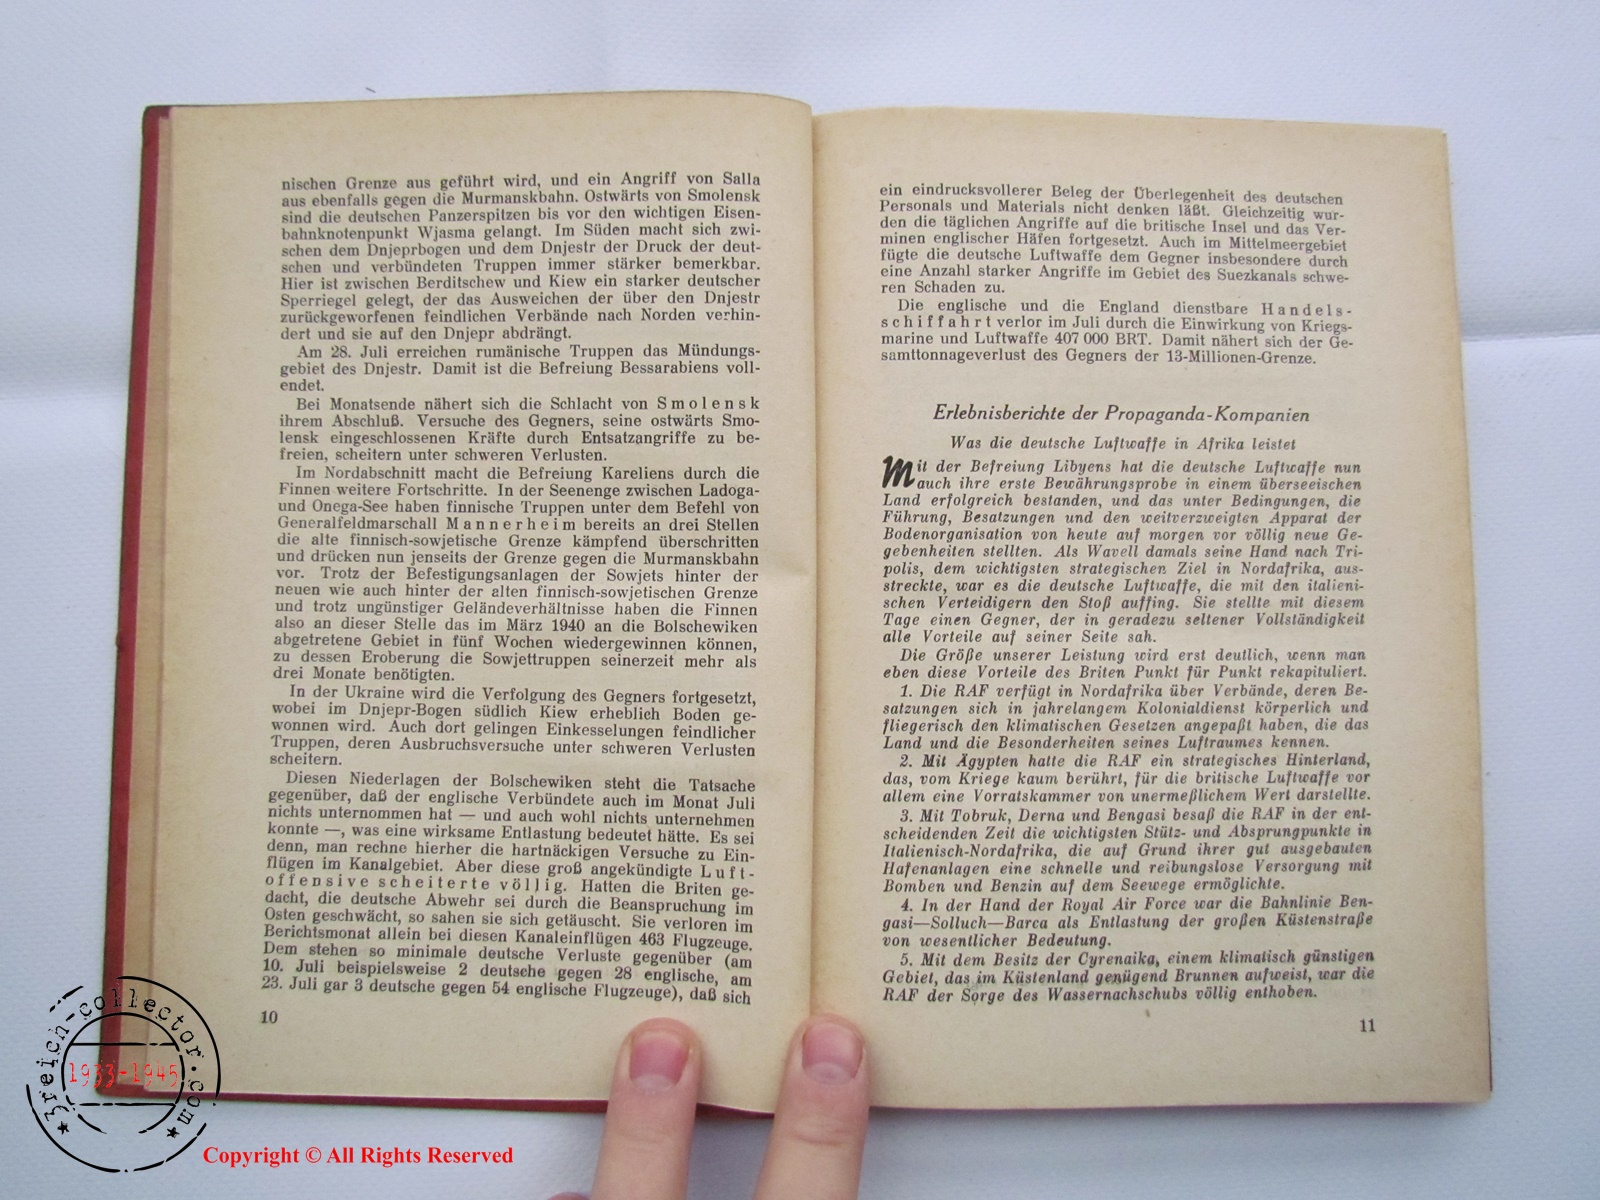 nischen Grenze aus geführt wird, und ein Angriff von Salla
aus ebenfalls gegen die Murmanskbahn. Ostwärts von Smolensk
sind die deutschen Panzerspitzen bis vor den wichtigen Eisen-
bahnknotenpunkt Wjasma gelangt. Im Süden macht sich zwi-
schen dem Dnjeprbogen und dem Dnjestr der Druck der deut-
schen und verbündeten Truppen immer stärker bemerkbar.
Hier ist zwischen Berditschew und Kiew ein starker deutscher
Sperriegel gelegt, der das Ausweichen der über den Dnjestr
zurückgeworfenen feindlichen Verbände nach Norden verhin-
dert und sie auf den Dnjepr abdrängt.
Am 28. Juli erreichen rumänische Truppen das Mündungs-
gebiet des Dnjestr. Damit ist die Befreiung Bessarabiens voll-
endet.
Bei Monatsende nähert sich die Schlacht von Smolensk
ihrem Abschluß. Versuche des Gegners, seine ostwärts Smo-
lensk eingeschlossenen Kräfte durch Entsatzangriffe zu be-
freien, scheitern unter schweren Verlusten.
Im Nordabschnitt macht die Befreiung Kareliens durch die
Finnen weitere Fortschritte. In der Seenenge zwischen Ladoga-
und Onega-See haben finnische Truppen unter dem Befehl von
Generalfeldmarschall Mannerheim bereits an drei Stellen
die alte finnisch-sowjetische Grenze kämpfend überschritten
und drücken nun jenseits der Grenze gegen die Murmanskbahn
vor. Trotz der Befestigungsanlagen der Sowjets hinter der
neuen wie auch hinter der alten finnisch-sowjetischen Grenze
und trotz ungünstiger Geländeverhältnisse haben die Finnen
also an dieser Stelle das im März 1940 an die Bolschewiken
abgetretene Gebiet in fünf Wochen wiedergewinnen können,
zu dessen Eroberung die Sowjettruppen seinerzeit mehr als
drei Monate benötigten.
In der Ukraine wird die Verfolgung des Gegners fortgesetzt,
wobei im Dnjepr-Bogen südlich Kiew erheblich Boden ge-
wonnen wird. Auch dort gelingen Einkesselungen feindlicher
Truppen, deren Ausbruchsversuche unter schweren Verlusten
scheitern.
Diesen Niederlagen der Bolschewiken steht die Tatsache
gegenüber, daß der englische Verbündete auch im Monat Juli
nichts unternommen hat — und auch wohl nichts unternehmen
konnte —, was eine wirksame Entlastung bedeutet hätte. Es sei
denn, man rechne hierher die hartnäckigen Versuche zu Ein-
flügen im Kanalgebiet. Aber diese groß angekündigte Luft-
offensive scheiterte völlig. Hatten die Briten ge-
dacht, die deutsche Abwehr sei durch die Beanspruchung im
Osten geschwächt, so sahen sie sich getäuscht. Sie verloren im
Berichtsmonat allein bei diesen Kanaleinflügen 463 Flugzeuge.
Dem stehen so minimale deutsche Verluste gegenüber (am
10. Juli beispielsweise 2 deutsche gegen 28 englische, am
23. Juli gar 3 deutsche gegen 54 englische Flugzeuge), daß sich
10
ein eindrucksvollerer Beleg der Überlegenheit des deutschen
Personals und Materials nicht denken läßt. Gleichzeitig wur-
den die täglichen Angriffe auf die britische Insel und das Ver-
minen englischer Häfen fortgesetzt. Auch im Mittelmeergebiet
fügte die deutsche Luftwaffe dem Gegner insbesondere durch
eine Anzahl starker Angriffe im Gebiet des Suezkanals schwe-
ren Schaden zu.
Die englische und die England dienstbare Handels-
schiffahrt verlor im Juli durch die Einwirkung von Kriegs-
marine und Luftwaffe 407 000 BRT. Damit nähert sich der Ge-
samttonnageverlust des Gegners der 13-Millionen-Grenze.
Erlebnisberichte der Propaganda-Kompanien
Was die deutsche Luftwaffe in Afrika leistet
Mit der Befreiung Libyens hat die deutsche Luftwaffe nun
auch ihre erste Bewährungsprobe in einem überseeischen
Land erfolgreich bestanden, und das unter Bedingungen, die
Führung, Besatzungen und den weitverzweigten Apparat der
Bodenorganisation von heute auf morgen vor völlig neue Ge-
gebenheiten stellten. Als Wavell damals seine Hand nach Tri-
polis, dem wichtigsten strategischen Ziel in Nordafrika, aus-
streckte, war es die deutsche Luftwaffe, die mit den italieni-
schen Verteidigern den Stoß auffing. Sie stellte mit diesem
Tage einen Gegner, der in geradezu seltener Vollständigkeit
alle Vorteile auf seiner Seite sah.
Die Größe unserer Leistung wird erst deutlich, wenn man
eben diese Vorteile des Briten Punkt für Punkt rekapituliert.
1. Die RAF verfügt in Nordafrika über Verbände, deren Be-
satzungen sich in jahrelangem Kolonialdienst körperlich und
fliegerisch den klimatischen Gesetzen angepaßt haben, die das
Land und die Besonderheiten seines Luftraumes kennen.
2. Mit Ägypten hatte die RAF ein strategisches Hinterland,
das, vom Kriege kaum berührt, für die britische Luftwaffe vor
allem eine Vorratskammer von unermeßlichem Wert darstellte.
3. Mit Tobruk, Derna und Bengasi besaß die RAF in der ent-
scheidenden Zeit die wichtigsten Stütz- und Absprungpunkte in
Italienisch-Nordafrika, die auf Grund ihrer gut ausgebauten
Hafenanlagen eine schnelle und reibungslose Versorgung mit
Bomben und Benzin auf dem Seewege ermöglichte.
4. In der Hand der Royal Air Force war die Bahnlinie Ben-
gasi—Solluch—Barca als Entlastung der großen Küstenstraße
von wesentlicher Bedeutung.
5. Mit dem Besitz der Cyrenaika, einem klimatisch günstigen
Gebiet, das im Küstenland genügend Brunnen aufweist, war die
RAF der Sorge des Wassernachschubs völlig enthoben.
11
3reich-collector.com
1933-1945
Copyright © All Rights Reserved